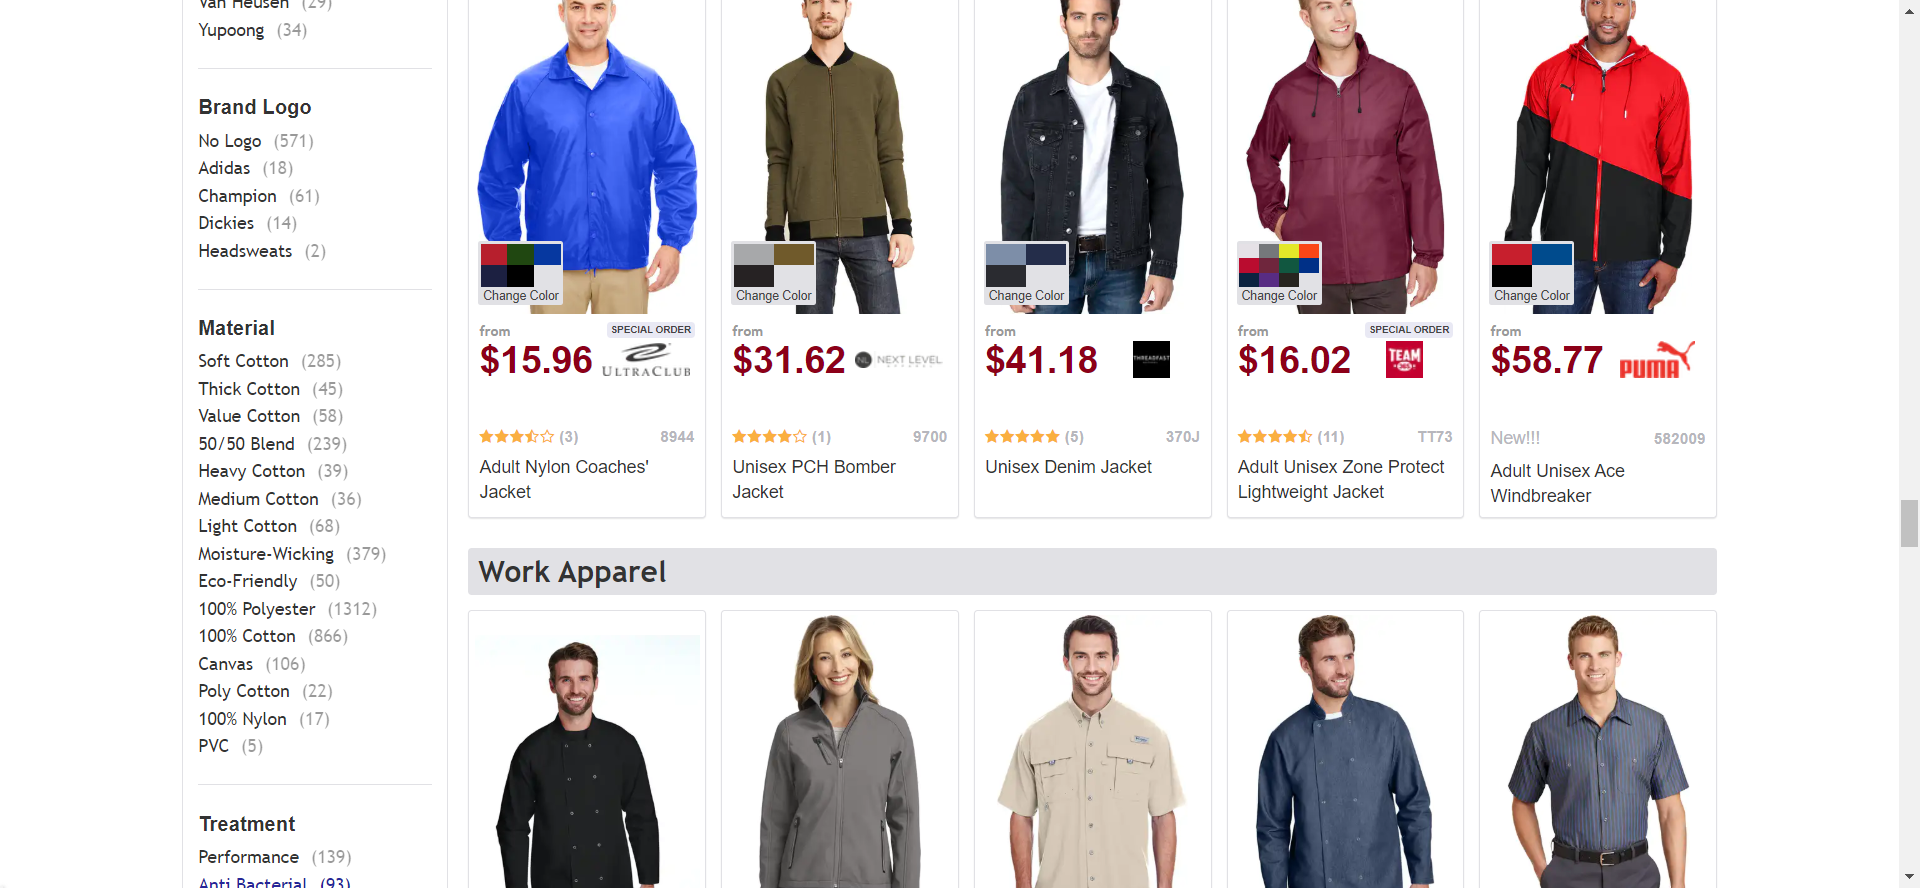 Van Heusen (29)
Yupoong (34)
Brand Logo
No Logo (571)
Adidas (18)
Champion (61)
Dickies (14)
Headsweats (2)
Material
Soft Cotton (285)
Thick Cotton (45)
Value Cotton (58)
50/50 Blend (239)
Heavy Cotton (39)
Medium Cotton (36)
Light Cotton (68)
Moisture-Wicking (379)
Eco-Friendly (50)
100% Polyester (1312)
100% Cotton (866)
Canvas (106)
Poly Cotton (22)
100% Nylon (17)
PVC (5)
Treatment
Performance (139)
Anti Bacterial (93)
Change Color
from
SPECIAL ORDER
$15.96
ULTRACLUB
(3)
8944
Adult Nylon Coaches'
Jacket
Change Color
from
$31.62
NL NEXT LEVEL
(1)
9700
Unisex PCH Bomber
Jacket
Change Color
from
$41.18
THREADFAST
(5)
370J
Unisex Denim Jacket
Change Color
from
SPECIAL ORDER
$16.02
TEAM
365
(11)
TT73
Adult Unisex Zone Protect
Lightweight Jacket
Change Color
from
$58.77
PUMA
New!!!
582009
Adult Unisex Ace
Windbreaker
Work Apparel